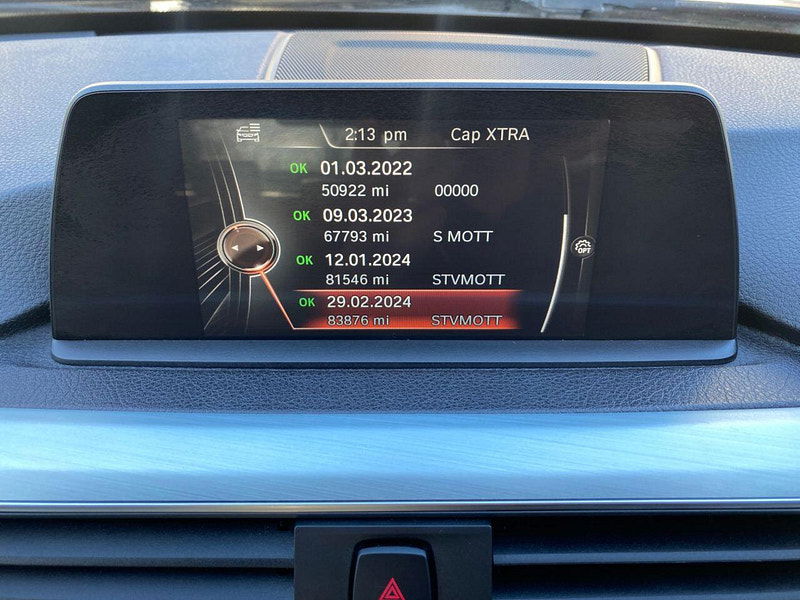 2:13 pm Cap XTRA
OK 01.03.2022
50922 mi 00000
OK 09.03.2023
67793 mi S MOTT
OK 12.01.2024
81546 mi STVMOTT
OK 29.02.2024
83876 mi STVMOTT
OPT